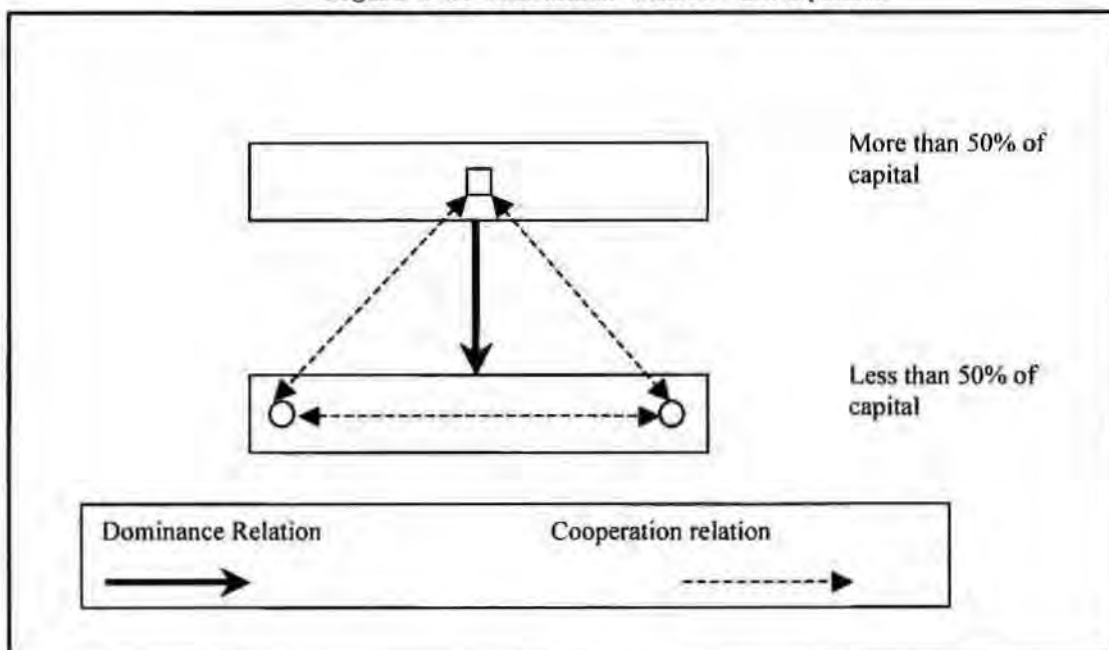 More than 50% of
capital
Less than 50% of
capital
Dominance Relation
Cooperation relation